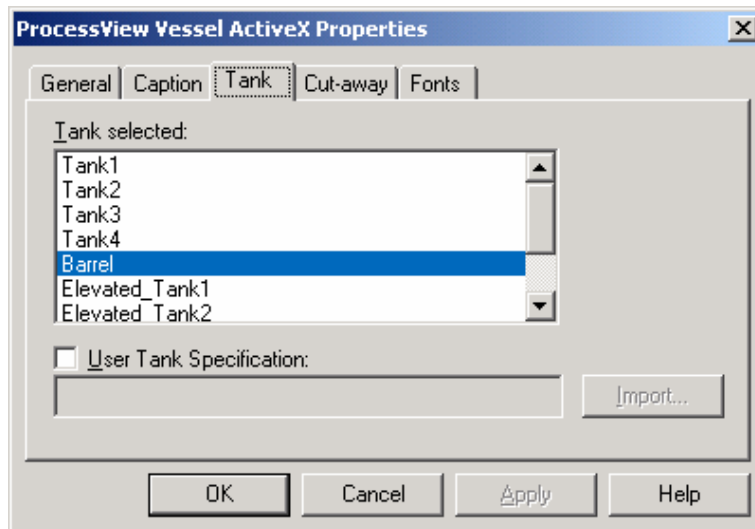 ProcessView Vessel ActiveX Properties
General Caption Tank Cut-away Fonts
Tank selected:
Tank1
Tank2
Tank3
Tank4
Barrel
Elevated_Tank1
Elevated_Tank2
User Tank Specification:
Import...
OK Cancel Apply Help